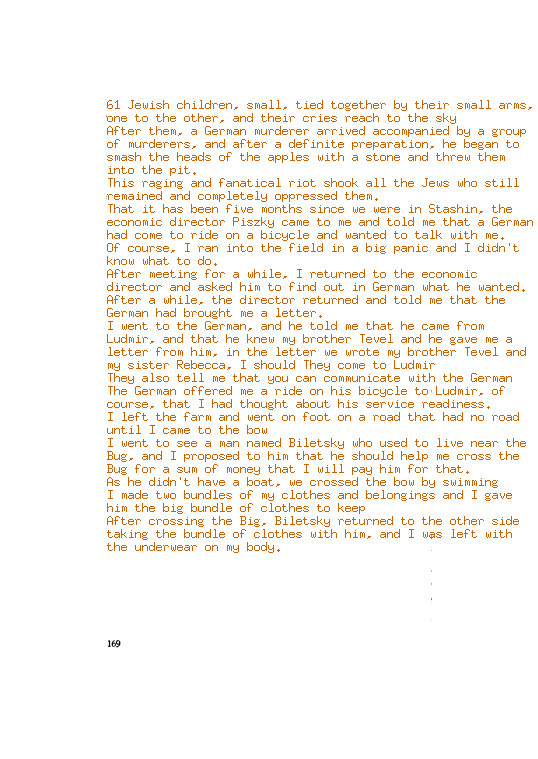 61 Jewish children, small, tied together by their small arms,
one to the other, and their cries reach to the sky
After them, a German murderer arrived accompanied by a group
of murderers, and after a definite preparation, he began to
smash the heads of the apples with a stone and threw them
into the pit.
This raging and fanatical riot shook all the Jews who still
remained and completely oppressed them.
That it has been five months since we were in Stashin, the
economic director Piszky came to me and told me that a German
had come to ride on a bicycle and wanted to talk with me.
Of course, I ran into the field in a big panic and I didn't
know what to do.
After meeting for a while, I returned to the economic
director and asked him to find out in German what he wanted.
After a while, the director returned and told me that the
German had brought me a letter.
I went to the German, and he told me that he came from
Ludmir, and that he knew my brother Tevel and he gave me a
letter from him, in the letter we wrote my brother Tevel and
my sister Rebecca, I should They come to Ludmir
They also tell me that you can communicate with the German
The German offered me a ride on his bicycle to Ludmir, of
course, that I had thought about his service readiness.
I left the farm and went on foot on a road that had no road
until I came to the bow
I went to see a man named Biletsky who used to live near the
Bug, and I proposed to him that he should help me cross the
Bug for a sum of money that I will pay him for that.
As he didn't have a boat, we crossed the bow by swimming
I made two bundles of my clothes and belongings and I gave
him the big bundle of clothes to keep
After crossing the Big, Biletsky returned to the other side
taking the bundle of clothes with him, and I was left with
the underwear on my body.
169